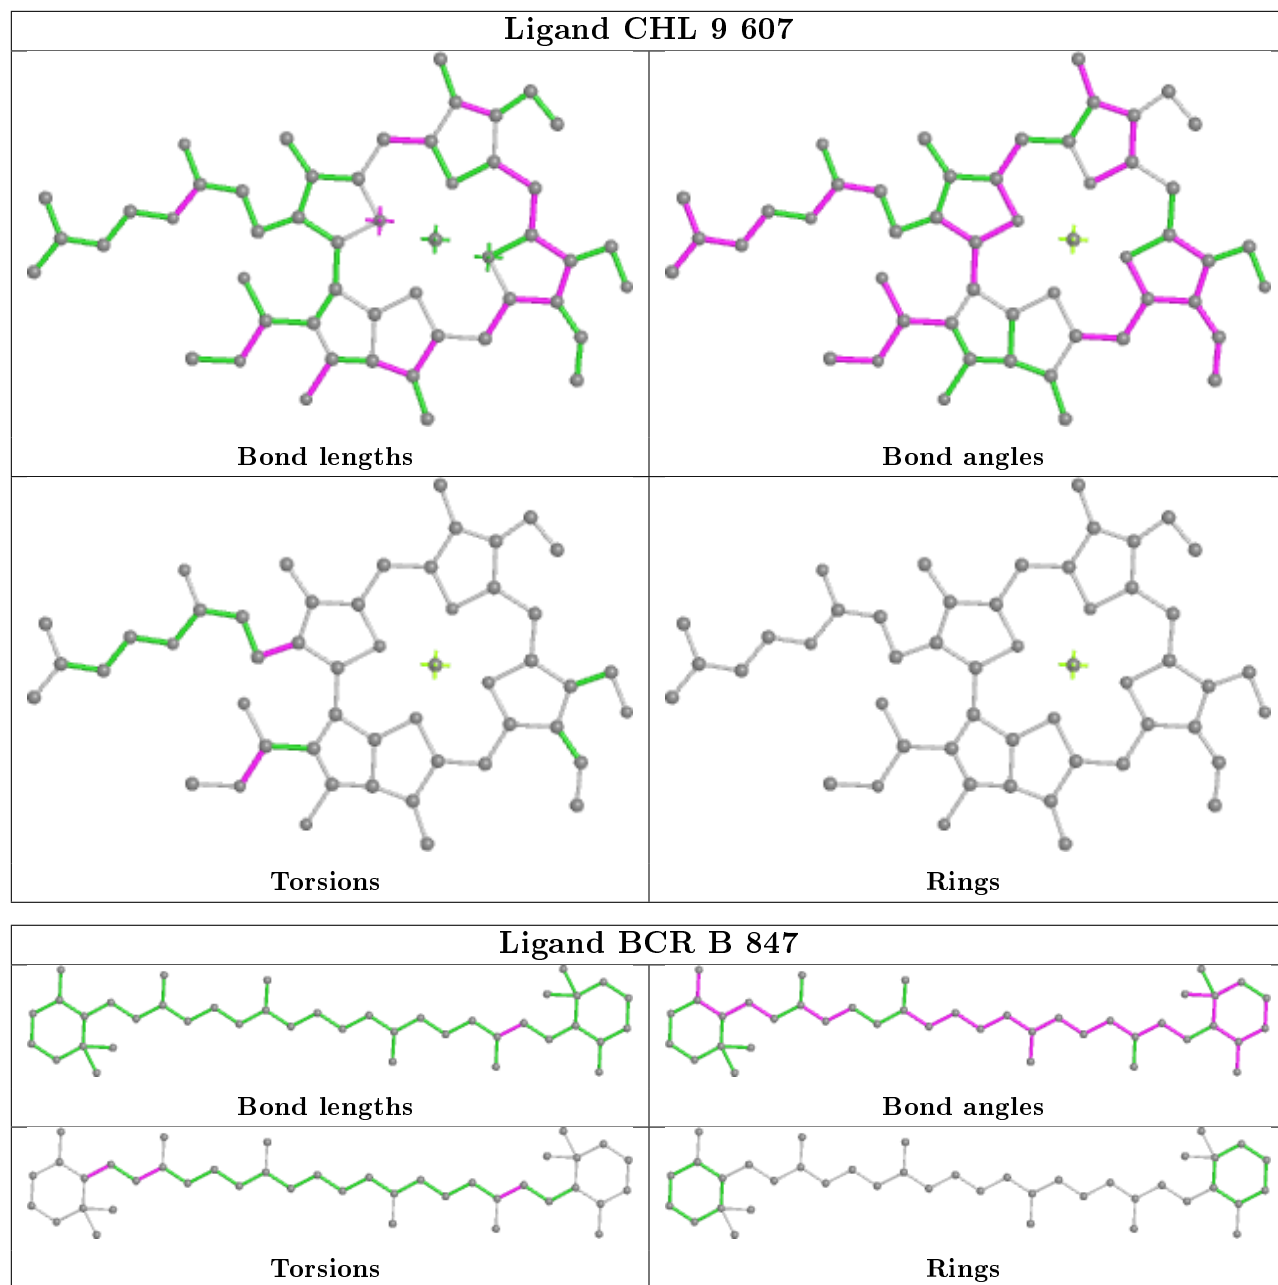 Ligand CHL 9 607
Bond lengths
Bond angles
Torsions
Rings
Ligand BCR B 847
Bond lengths
Bond angles
Torsions
Rings